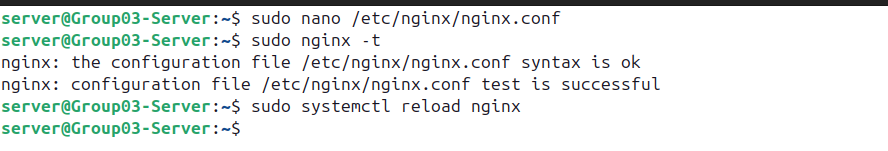 server@Group03-Server:~$ sudo nano /etc/nginx/nginx.conf
server@Group03-Server:~$ sudo nginx -t
nginx: the configuration file /etc/nginx/nginx.conf syntax is ok
nginx: configuration file /etc/nginx/nginx.conf test is successful
server@Group03-Server:~$ sudo systemctl reload nginx
server@Group03-Server:~$